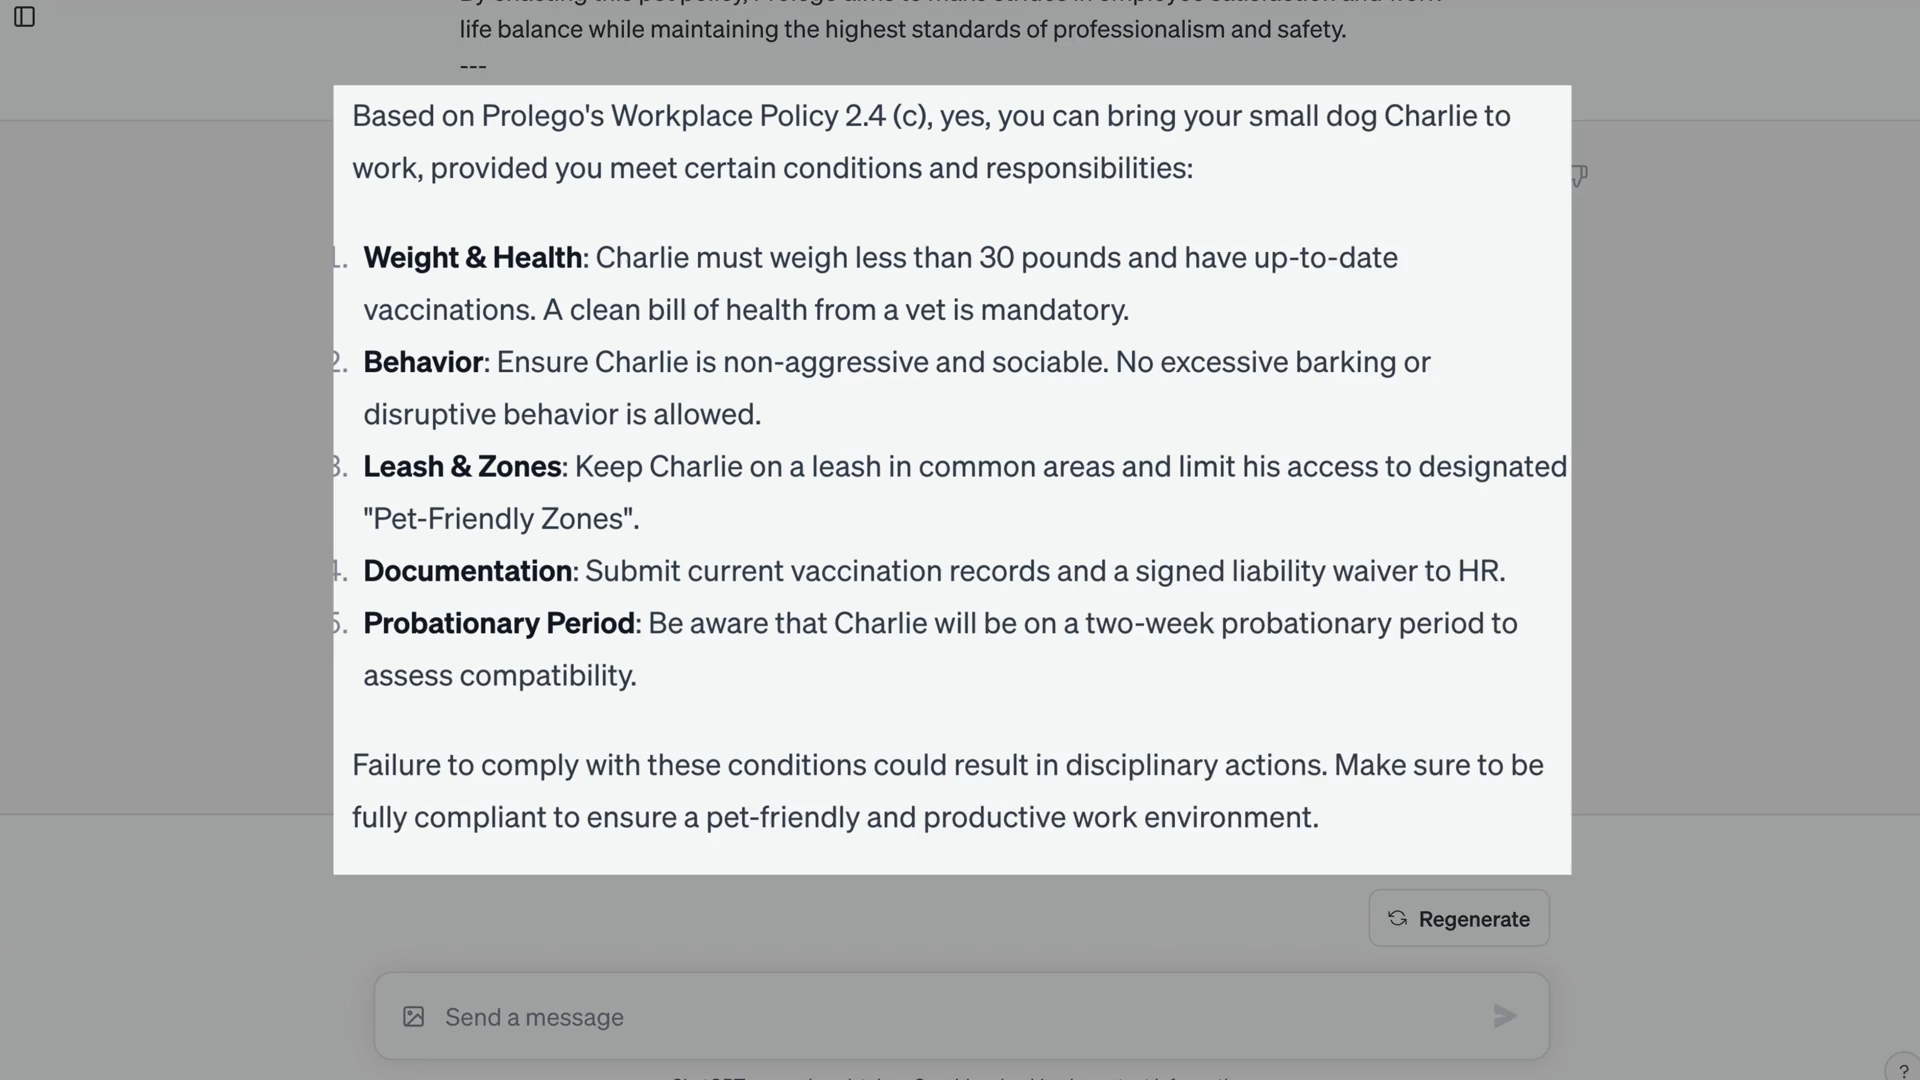 life balance while maintaining the highest standards of professionalism and safety.
---
Based on Prolego's Workplace Policy 2.4 (c), yes, you can bring your small dog Charlie to
work, provided you meet certain conditions and responsibilities:
1. Weight & Health: Charlie must weigh less than 30 pounds and have up-to-date
vaccinations. A clean bill of health from a vet is mandatory.
2. Behavior: Ensure Charlie is non-aggressive and sociable. No excessive barking or
disruptive behavior is allowed.
3. Leash & Zones: Keep Charlie on a leash in common areas and limit his access to designated
"Pet-Friendly Zones".
4. Documentation: Submit current vaccination records and a signed liability waiver to HR.
5. Probationary Period: Be aware that Charlie will be on a two-week probationary period to
assess compatibility.
Failure to comply with these conditions could result in disciplinary actions. Make sure to be
fully compliant to ensure a pet-friendly and productive work environment.
Regenerate
Send a message
?